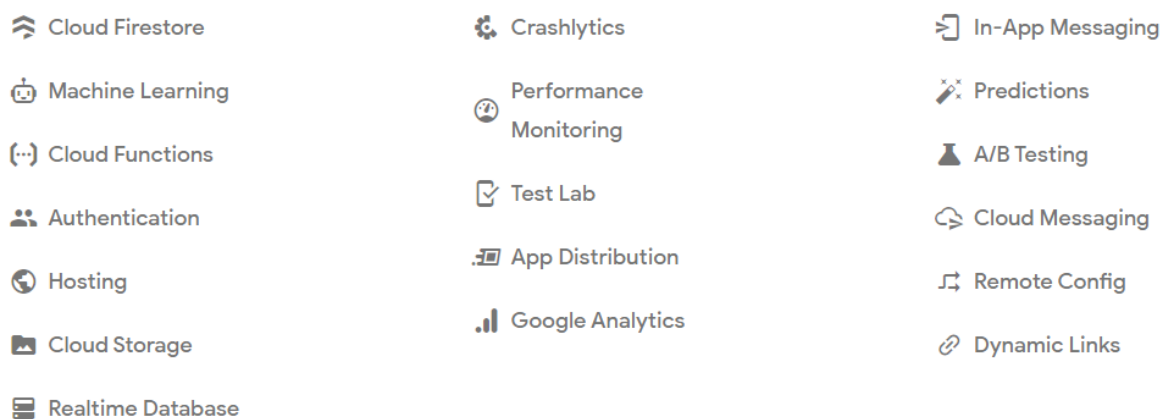 Cloud Firestore
Machine Learning
Cloud Functions
Authentication
Hosting
Cloud Storage
Realtime Database
Crashlytics
Performance
Monitoring
Test Lab
App Distribution
Google Analytics
In-App Messaging
Predictions
A/B Testing
Cloud Messaging
Remote Config
Dynamic Links